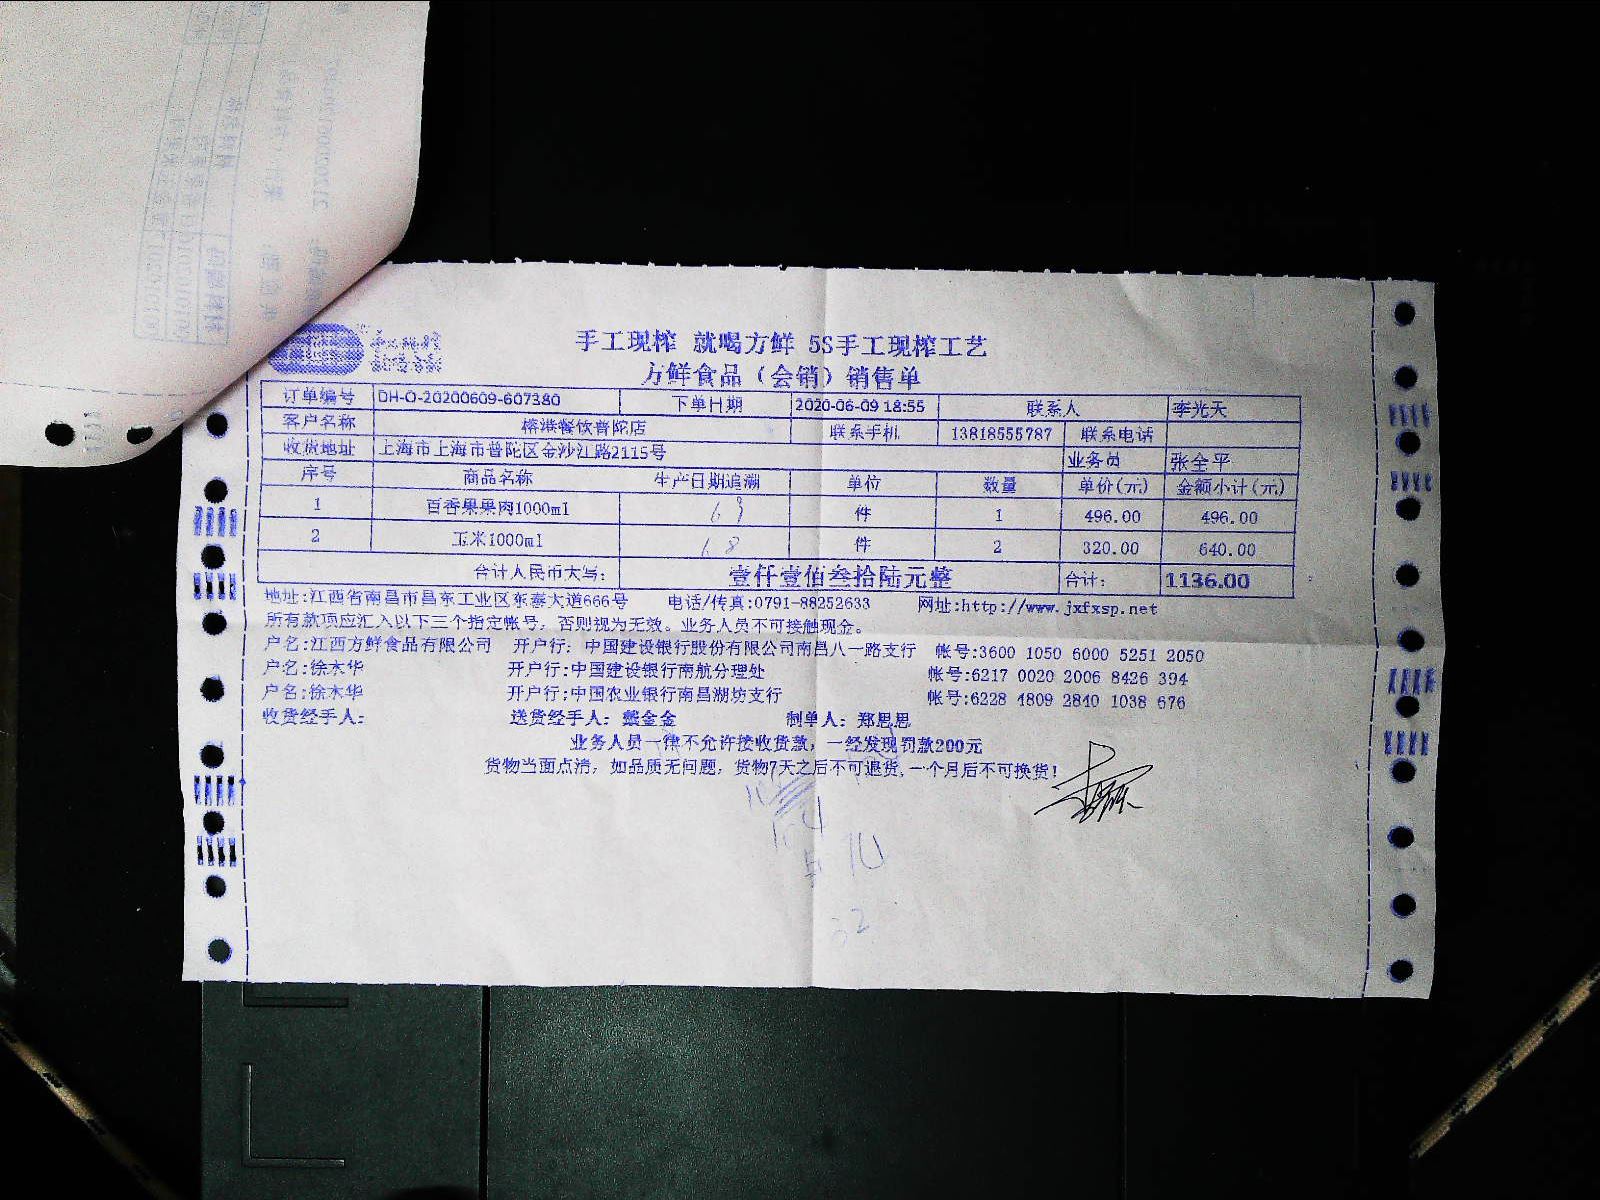 手工现榨 就喝方鲜 5S手工现榨工艺
方鲜食品（会销）销售单
订单编号 DH-O-20200609-607380 下单日期 2020-06-09 18:55 联系人 李光天
客户名称 榕港餐饮普陀店 联系手机 13818555787 联系电话
收货地址 上海市上海市普陀区金沙江路2115号 业务员 张全平
序号 商品名称 生产日期追溯 单位 数量 单价(元) 金额小计(元)
1 百香果果肉1000ml 69 件 1 496.00 496.00
2 玉米1000ml 68 件 2 320.00 640.00
合计人民币大写： 壹仟壹佰叁拾陆元整 合计： 1136.00
地址:江西省南昌市昌东工业区东泰大道666号 电话/传真:0791-88252633 网址:http://www.jxfxsp.net
所有款项应汇入以下三个指定帐号，否则视为无效。业务人员不可接触现金。
户名:江西方鲜食品有限公司 开户行：中国建设银行股份有限公司南昌八一路支行 帐号:3600 1050 6000 5251 2050
户名:徐木华 开户行:中国建设银行南航分理处 帐号:6217 0020 2006 8426 394
户名:徐木华 开户行:中国农业银行南昌湖坊支行 帐号:6228 4809 2840 1038 676
收货经手人： 送货经手人：戴金金 制单人：郑思思
业务人员一律不允许接收货款，一经发现罚款200元
货物当面点清，如品质无问题，货物7天之后不可退货,一个月后不可换货！